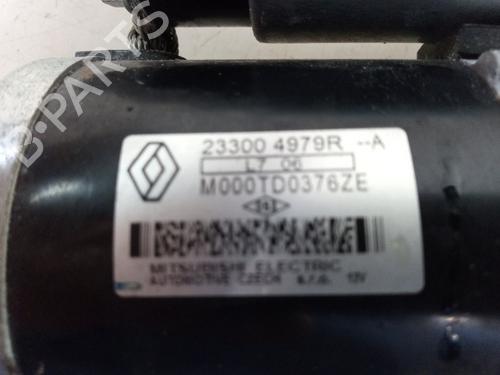 B-PARTS
23300 4979R --A
L7 06
M000TD0376ZE
MITSUBISHI ELECTRIC
AUTOMOTIVE CZECH s.r.o. 12V